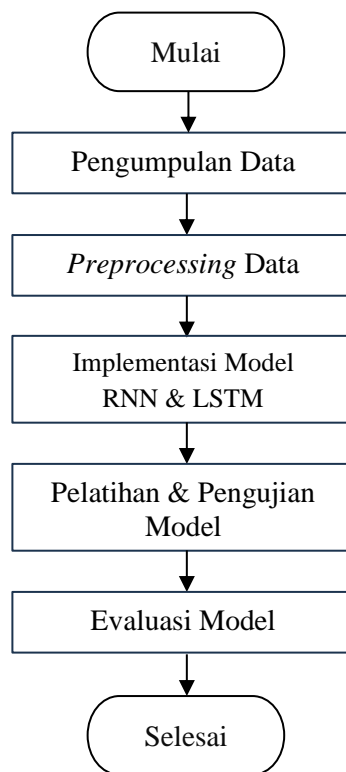 Mulai
Pengumpulan Data
Preprocessing Data
Implementasi Model
RNN & LSTM
Pelatihan & Pengujian
Model
Evaluasi Model
Selesai